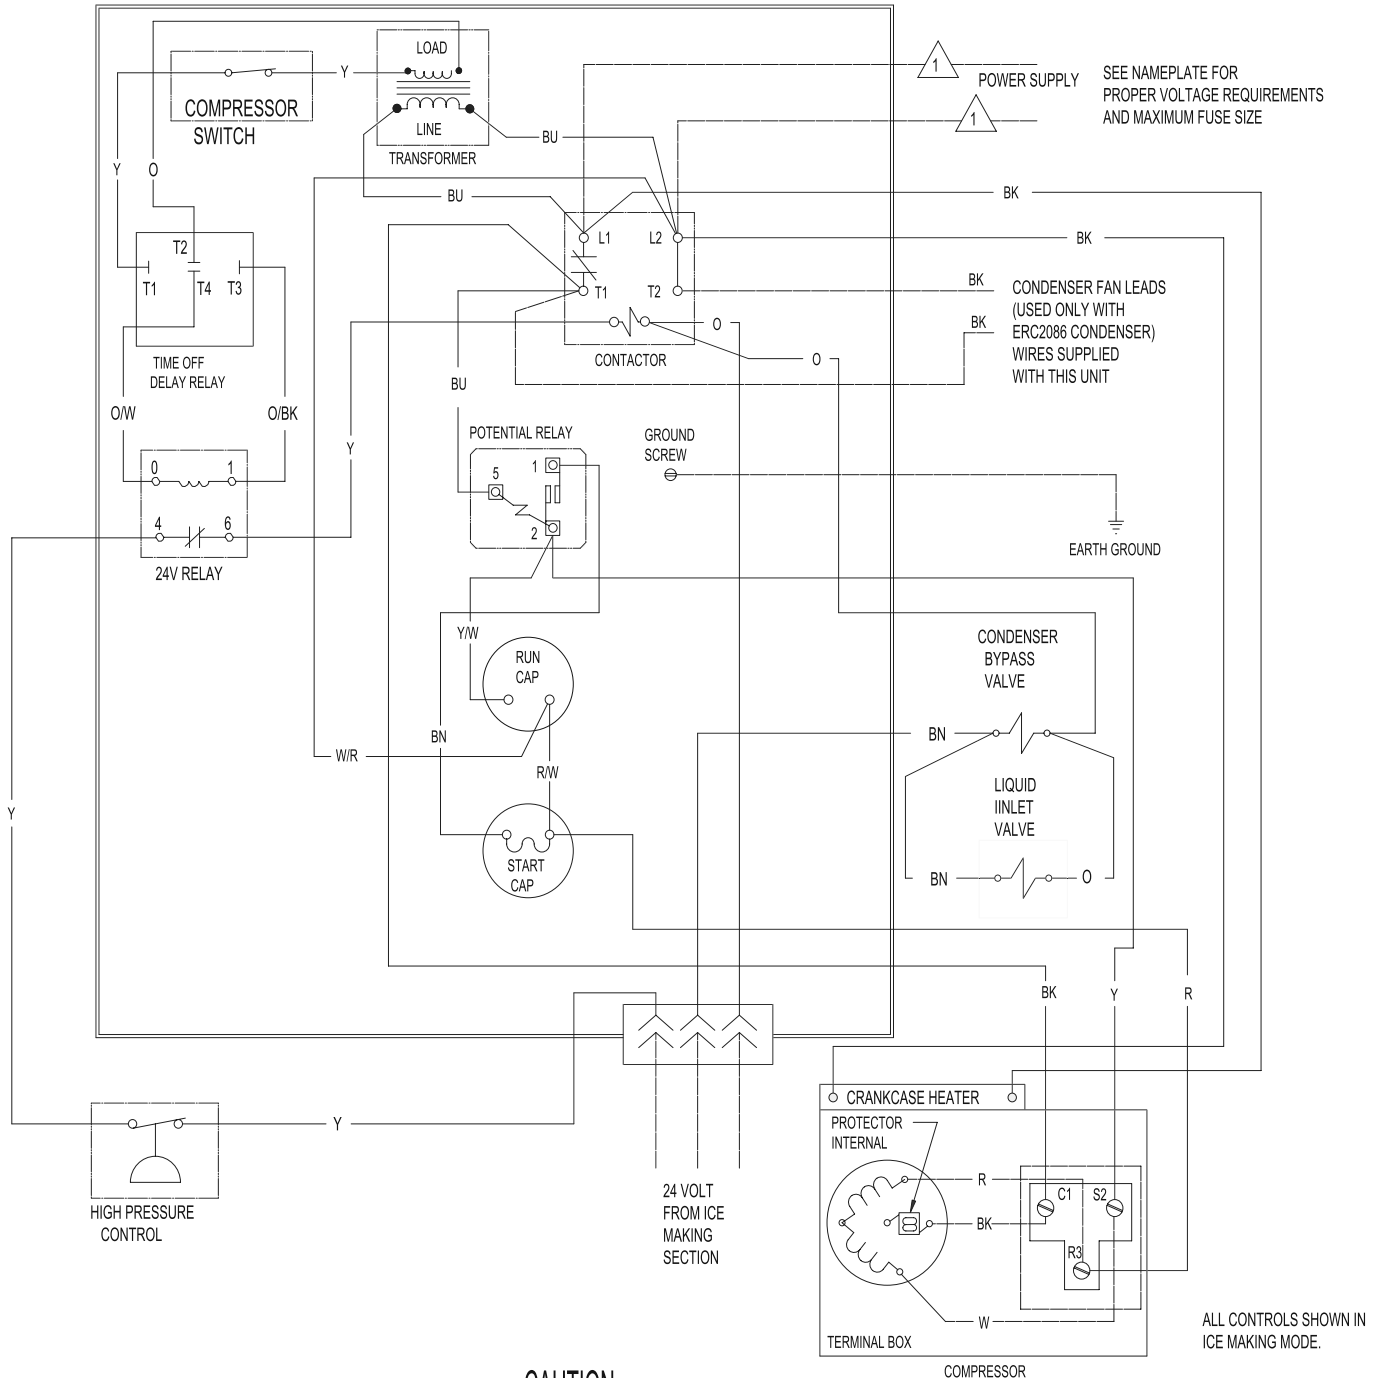 LOAD
Y
COMPRESSOR
SWITCH
LINE
TRANSFORMER
1
POWER SUPPLY
1
SEE NAMEPLATE FOR
PROPER VOLTAGE REQUIREMENTS
AND MAXIMUM FUSE SIZE
BU
Y
O
BU
BK
T2
T1
T4
T3
TIME OFF
DELAY RELAY
L1
L2
BK
T1
T2
BK
O
CONTACTOR
O
BK
CONDENSER FAN LEADS
(USED ONLY WITH
ERC2086 CONDENSER)
WIRES SUPPLIED
WITH THIS UNIT
O/W
O/BK
BU
Y
POTENTIAL RELAY
GROUND
SCREW
0
1
5
1
2
4
6
24V RELAY
EARTH GROUND
Y/W
RUN
CAP
CONDENSER
BYPASS
VALVE
BN
W/R
R/W
BN
LIQUID
IINLET
VALVE
Y
START
CAP
BN
O
BK
Y
R
Y
HIGH PRESSURE
CONTROL
24 VOLT
FROM ICE
MAKING
SECTION
CRANKCASE HEATER
PROTECTOR
INTERNAL
R
C1
S2
BK
R3
W
TERMINAL BOX
COMPRESSOR
ALL CONTROLS SHOWN IN
ICE MAKING MODE.
CAUTION